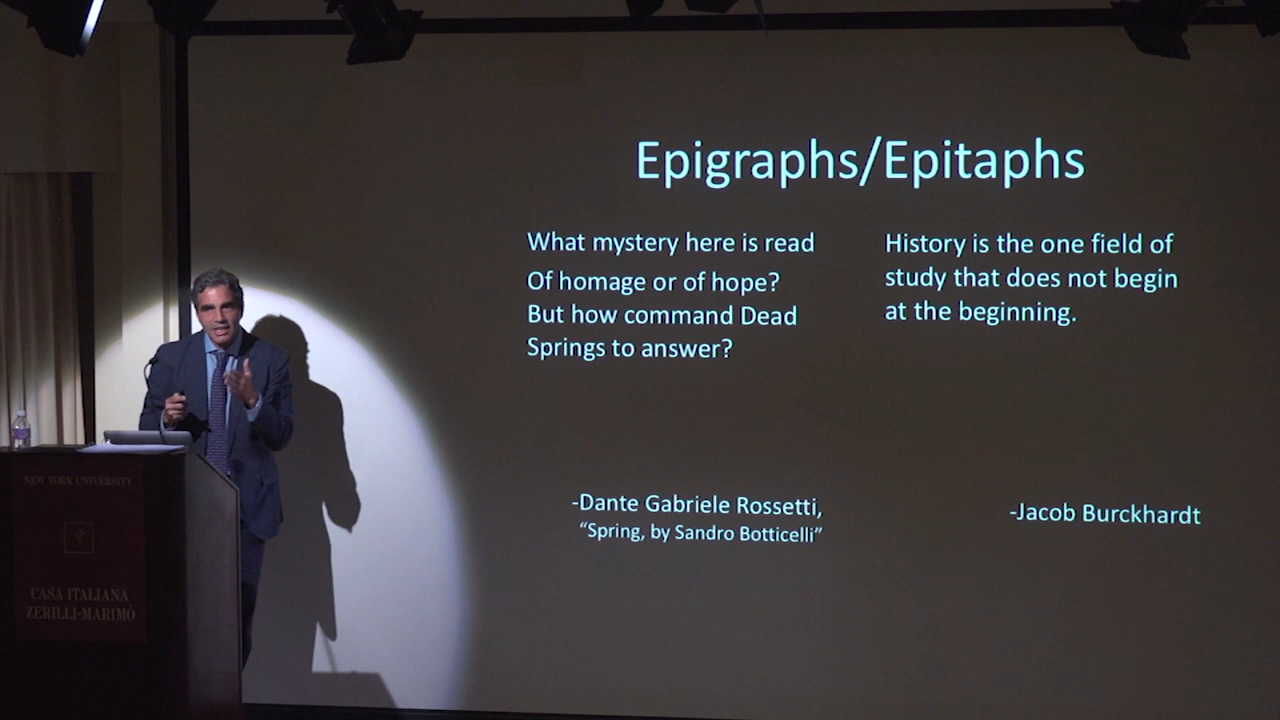 Epigraphs/Epitaphs
What mystery here is read
Of homage or of hope?
But how command Dead
Springs to answer?
-Dante Gabriele Rossetti,
“Spring, by Sandro Botticelli”
History is the one field of
study that does not begin
at the beginning.
-Jacob Burckhardt
NEW YORK UNIVERSITY
CASA ITALIANA
ZERILLI-MARIMÒ